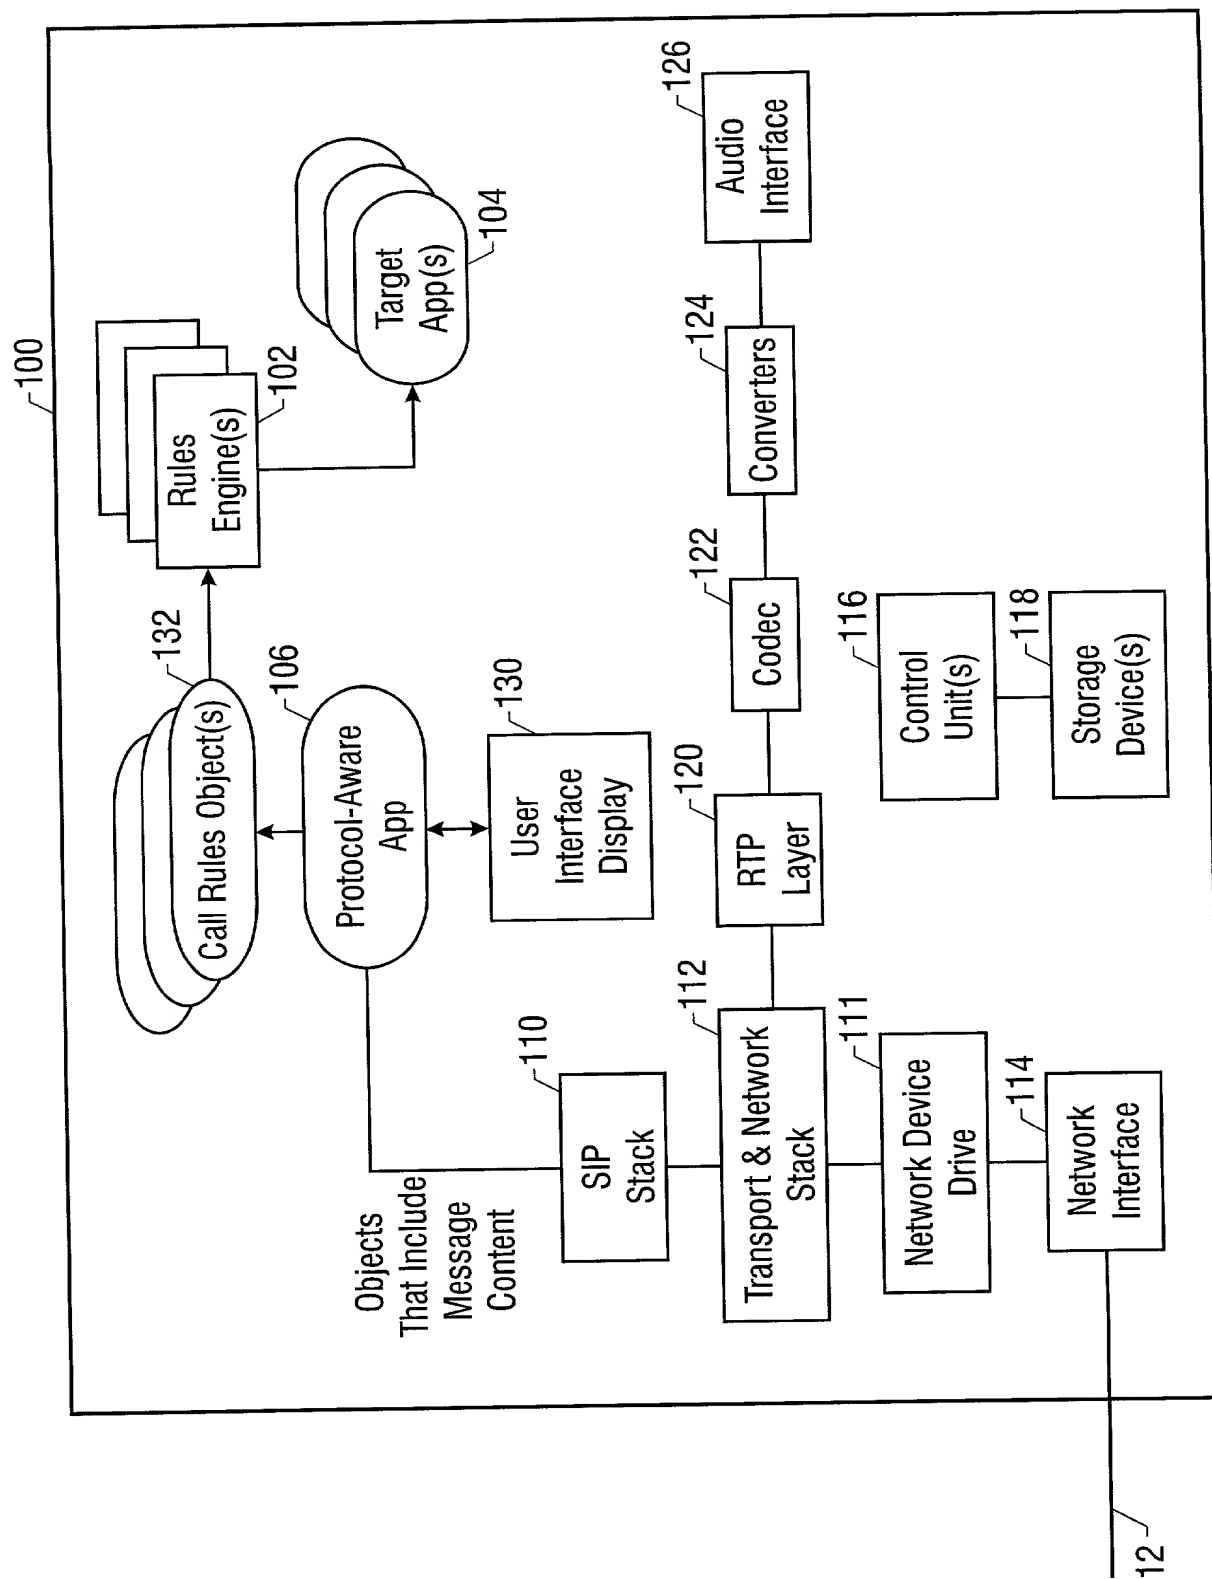 100
132
Call Rules Object(s)
Rules
Engine(s)
102
106
Protocol-Aware
App
Target
App(s)
104
Objects
That Include
Message
Content
130
User
Interface
Display
110
SIP
Stack
112
Transport & Network
Stack
120
RTP
Layer
122
Codec
124
Converters
126
Audio
Interface
111
Network Device
Drive
116
Control
Unit(s)
114
Network
Interface
118
Storage
Device(s)
12